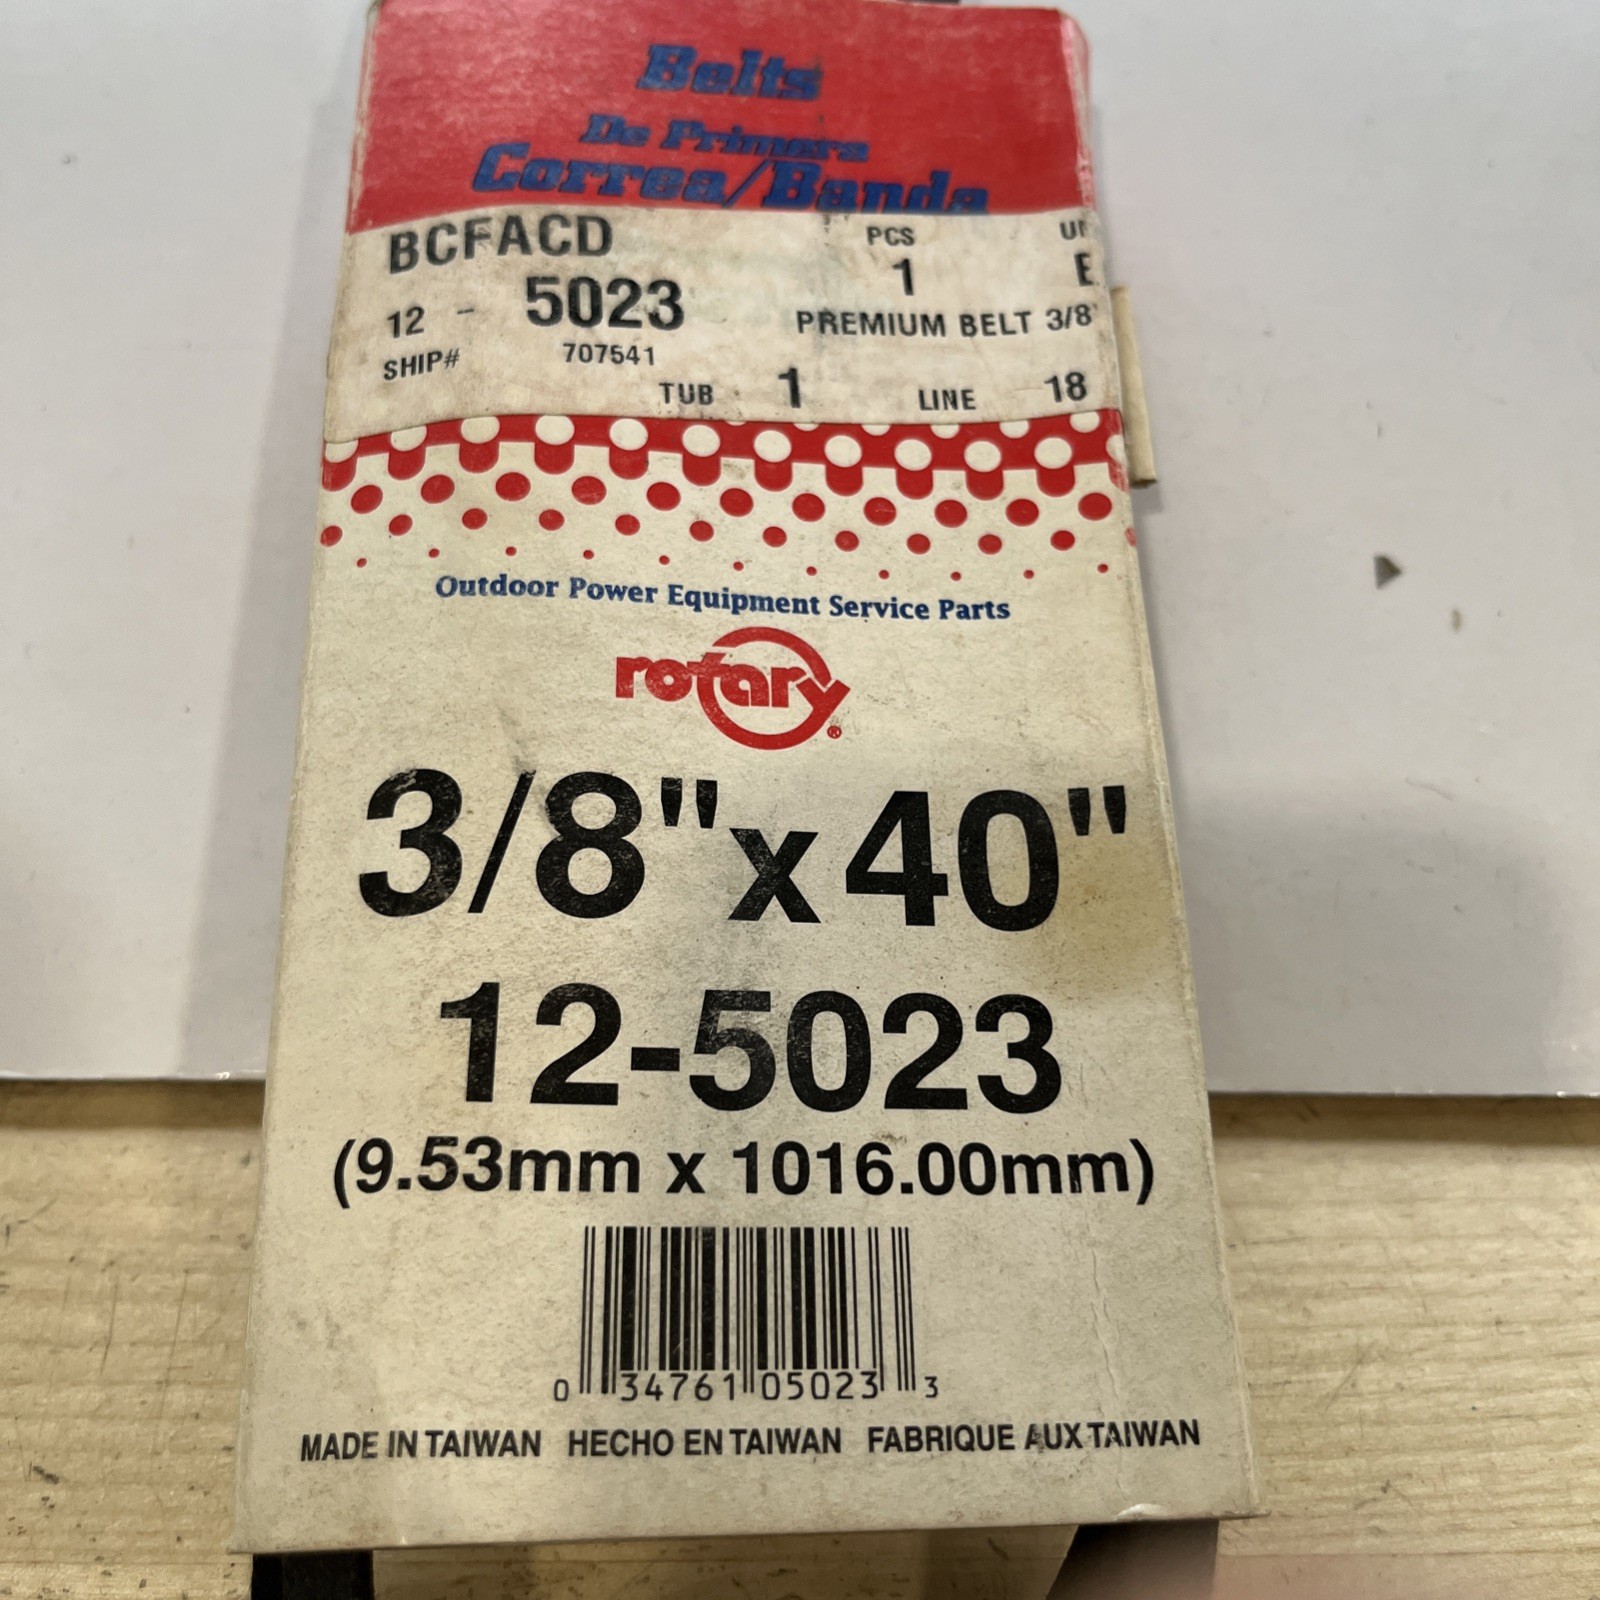 Belts
De Primera
Correa/Banda
BCFACD PCS
12 - 5023 1 E
PREMIUM BELT 3/8"
SHIP# 707541
TUB 1 LINE 18
Outdoor Power Equipment Service Parts
rotary®
3/8" x 40"
12-5023
(9.53mm x 1016.00mm)
0 34761 05023 3
MADE IN TAIWAN HECHO EN TAIWAN FABRIQUE AUX TAIWAN